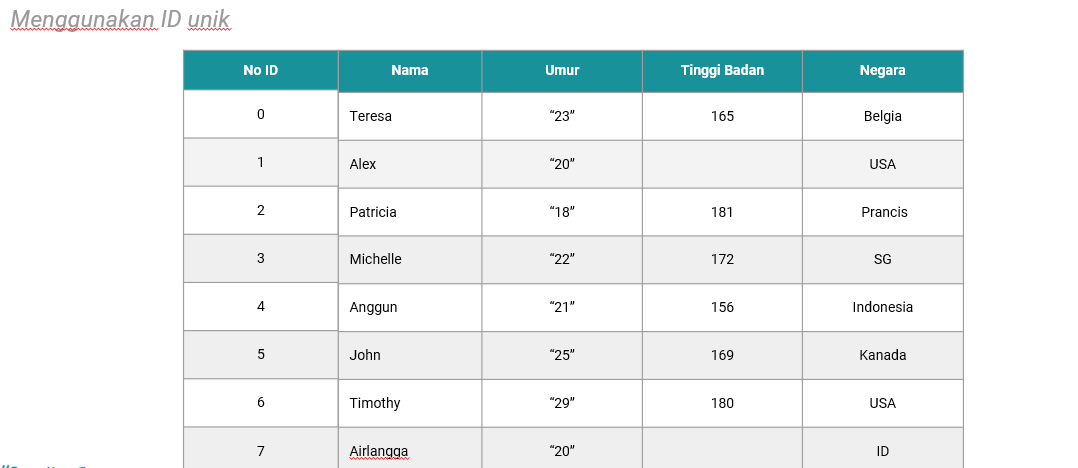 Menggunakan ID unik
No ID Nama Umur Tinggi Badan Negara
0 Teresa “23” 165 Belgia
1 Alex “20” USA
2 Patricia “18” 181 Prancis
3 Michelle “22” 172 SG
4 Anggun “21” 156 Indonesia
5 John “25” 169 Kanada
6 Timothy “29” 180 USA
7 Airlangga “20” ID